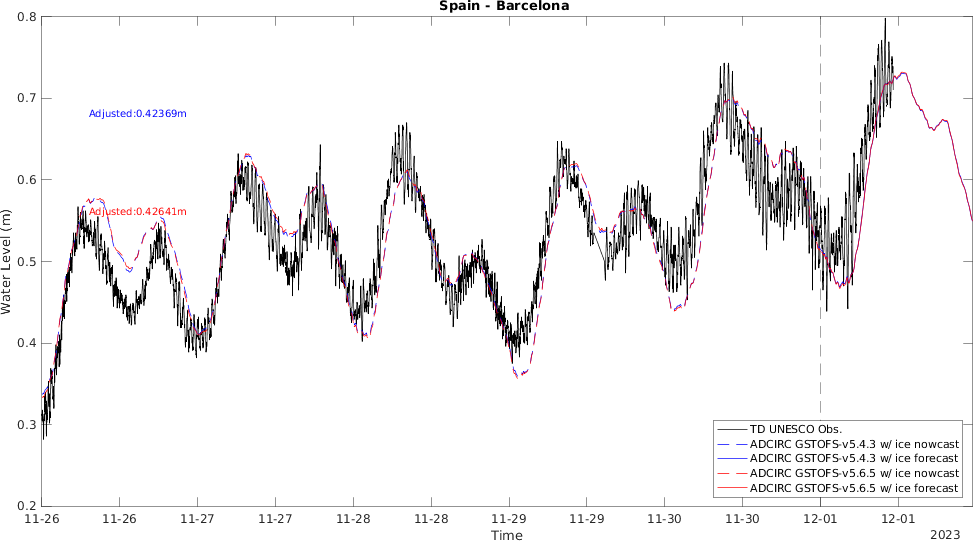 Spain - Barcelona
0.8
0.7
0.6
0.5
0.4
0.3
0.2
Water Level (m)
Adjusted:0.42369m
Adjusted:0.42641m
TD UNESCO Obs.
ADCIRC GSTOFS-v5.4.3 w/ ice nowcast
ADCIRC GSTOFS-v5.4.3 w/ ice forecast
ADCIRC GSTOFS-v5.6.5 w/ ice nowcast
ADCIRC GSTOFS-v5.6.5 w/ ice forecast
11-26 11-26 11-27 11-27 11-28 11-28 11-29 11-29 11-30 11-30 12-01 12-01
Time
2023